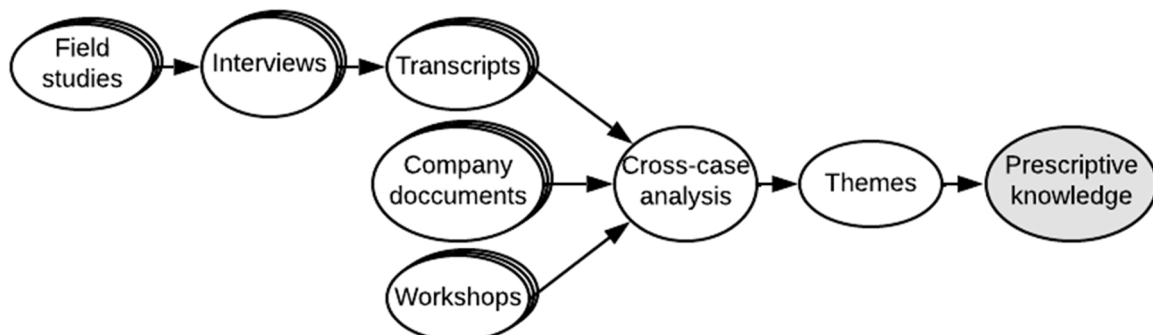 Field
studies
Interviews
Transcripts
Company
doccuments
Workshops
Cross-case
analysis
Themes
Prescriptive
knowledge